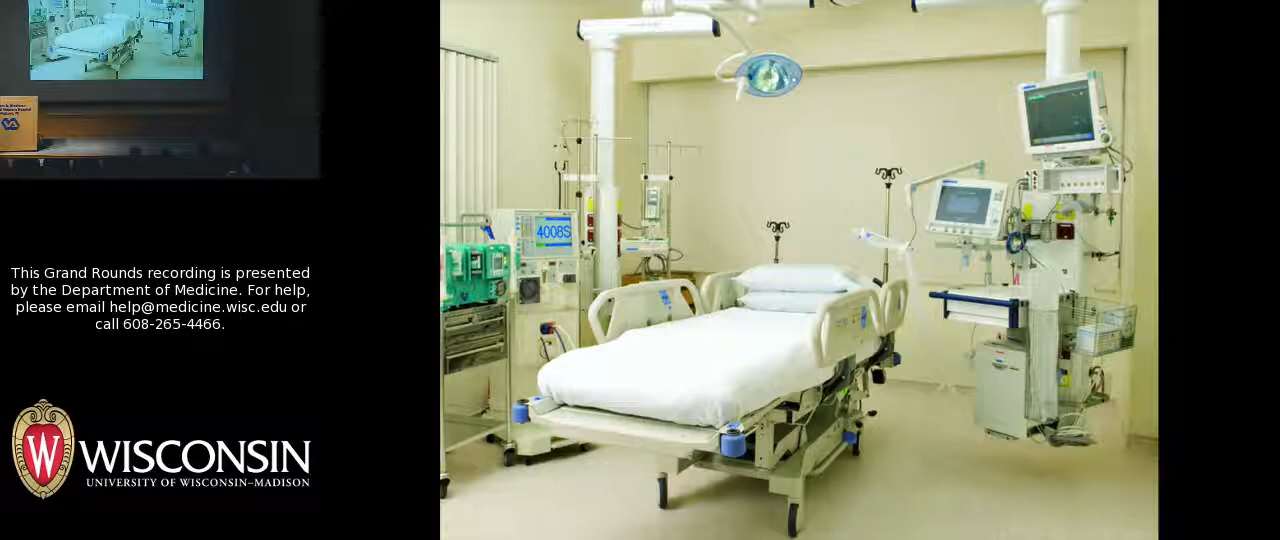 This Grand Rounds recording is presented
by the Department of Medicine. For help,
please email help@medicine.wisc.edu or
call 608-265-4466.
W WISCONSIN
UNIVERSITY OF WISCONSIN–MADISON
4008S